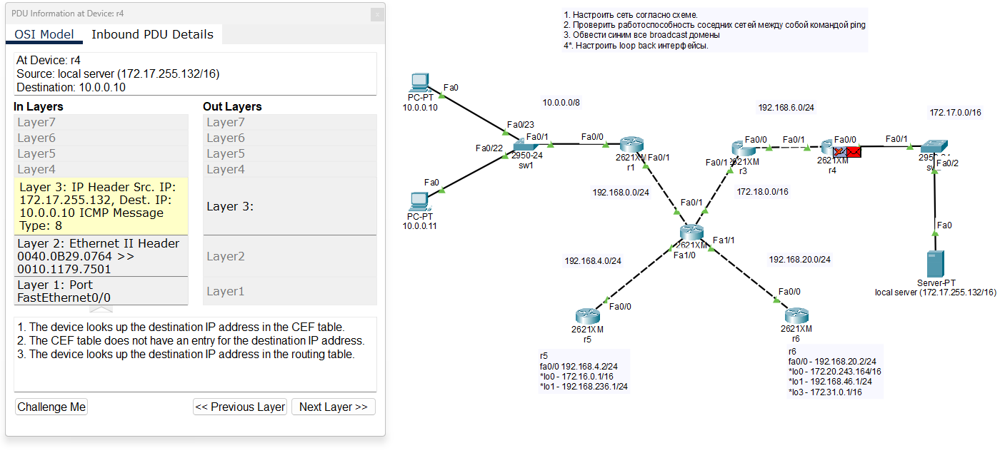 PDU Information at Device: r4
x
OSI Model
Inbound PDU Details
At Device: r4
Source: local server (172.17.255.132/16)
Destination: 10.0.0.10
In Layers
Out Layers
Layer7
Layer6
Layer5
Layer4
Layer 3: IP Header Src. IP:
172.17.255.132, Dest. IP:
10.0.0.10 ICMP Message
Type: 8
Layer 2: Ethernet II Header
0040.0B29.0764 >>
0010.1179.7501
Layer 1: Port
FastEthernet0/0
Layer7
Layer6
Layer5
Layer4
Layer 3:
Layer2
Layer1
1. The device looks up the destination IP address in the CEF table.
2. The CEF table does not have an entry for the destination IP address.
3. The device looks up the destination IP address in the routing table.
Challenge Me
<< Previous Layer
Next Layer >>
1. Настроить сеть согласно схеме.
2. Проверить работоспособность соседних сетей между собой командой ping
3. Обвести синим все broadcast домены
4*. Настроить loop back интерфейсы.
Fa0
PC-PT
10.0.0.10
10.0.0.0/8
192.168.6.0/24
172.17.0.0/16
Fa0/23
Fa0/1
Fa0/22
2950-24
sw1
Fa0/0
2621XM
r1
Fa0/1
Fa0/0
Fa0/1
2621XM
r3
Fa0/1
Fa0/0
2621XM
r4
Fa0/1
Fa0/2
Fa0
PC-PT
10.0.0.11
192.168.0.0/24
172.18.0.0/16
Fa0/1
2621XM
Fa1/0
Fa1/1
Fa0
192.168.4.0/24
192.168.20.0/24
Server-PT
local server (172.17.255.132/16)
Fa0/0
2621XM
r5
Fa0/0
2621XM
r6
r5
fa0/0 192.168.4.2/24
*lo0 - 172.16.0.1/16
*lo1 - 192.168.236.1/24
r6
fa0/0 - 192.168.20.2/24
*lo0 - 172.20.243.164/16
*lo1 - 192.168.46.1/24
*lo3 - 172.31.0.1/16